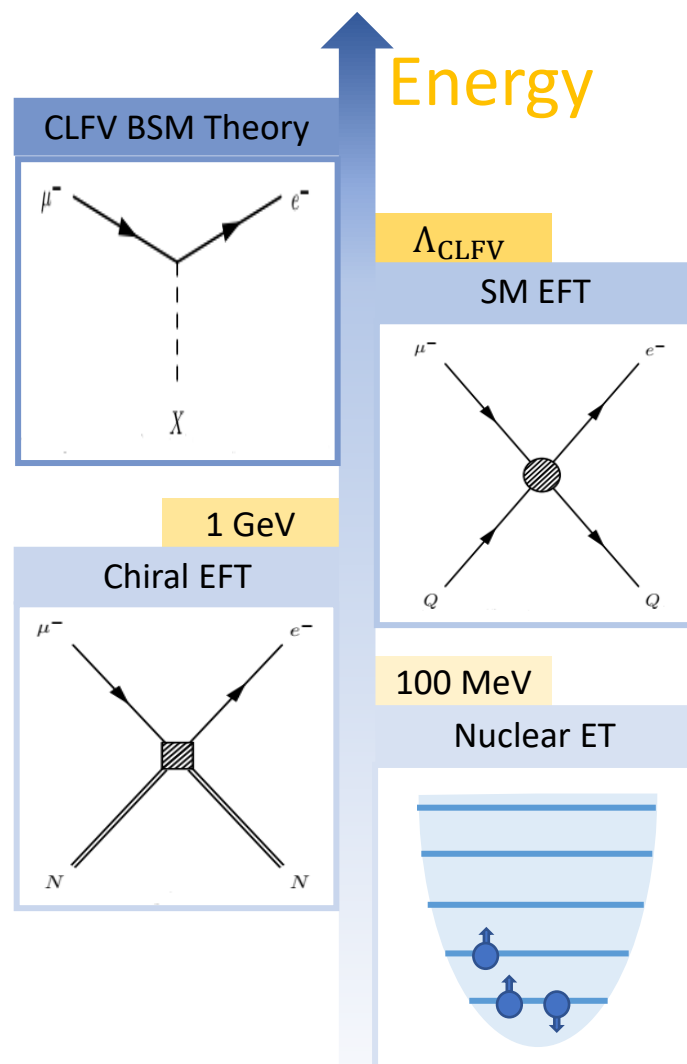 Energy
CLFV BSM Theory
μ⁻
e⁻
X
Λ_CLFV
SM EFT
μ⁻
e⁻
Q
Q
1 GeV
Chiral EFT
μ⁻
e⁻
N
N
100 MeV
Nuclear ET